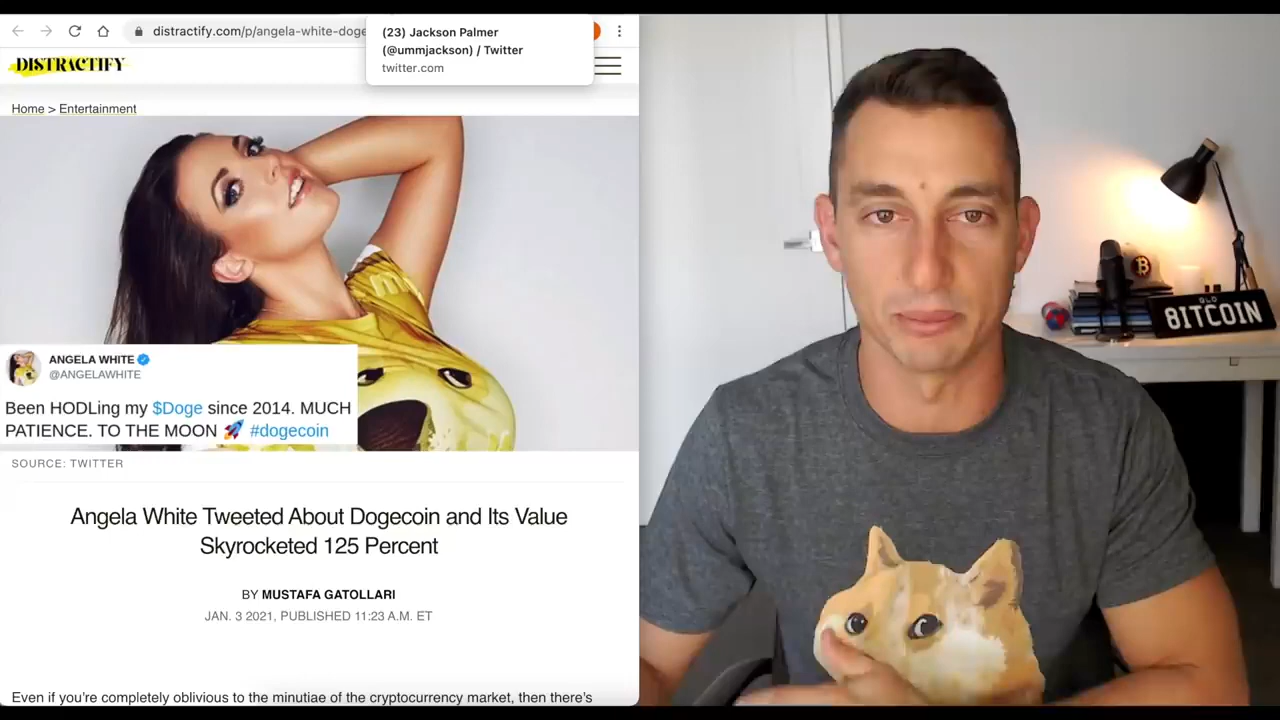 distractify.com/p/angela-white-doge
(23) Jackson Palmer
(@ummjackson) / Twitter
twitter.com
DISTRACTIFY
Home > Entertainment
ANGELA WHITE
@ANGELAWHITE
Been HODLing my $Doge since 2014. MUCH
PATIENCE. TO THE MOON 🚀 #dogecoin
SOURCE: TWITTER
Angela White Tweeted About Dogecoin and Its Value
Skyrocketed 125 Percent
BY MUSTAFA GATOLLARI
JAN. 3 2021, PUBLISHED 11:23 A.M. ET
Even if you're completely oblivious to the minutiae of the cryptocurrency market, then there's
QLD
8ITCOIN